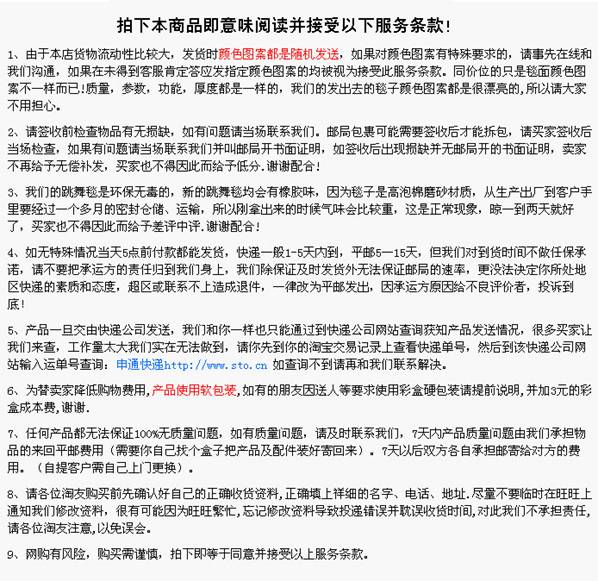 拍下本商品即意味阅读并接受以下服务条款!
1、由于本店货物流动性比较大，发货时颜色图案都是随机发送，如果对颜色图案有特殊要求的，请事先在线和
我们沟通，如果在未得到客服肯定答应发指定颜色图案的均被视为接受此服务条款。同价位的只是毯面颜色图
案不一样而已!质量，参数，功能，厚度都是一样的，我们的发出去的毯子颜色图案都是很漂亮的,所以请大家
不用担心。
2、请签收前检查物品有无损缺，如有问题请当场联系我们。邮局包裹可能需要签收后才能拆包，请买家签收后
当场检查，如果有问题请当场联系我们并叫邮局开书面证明，如签收后出现损缺并无邮局开的书面证明，卖家
不再给予无偿补发，买家也不得因此而给予低分.谢谢配合!
3、我们的跳舞毯是环保无毒的，新的跳舞毯均会有橡胶味，因为毯子是高泡棉磨砂材质，从生产出厂到客户手
里要经过一个多月的密封仓储、运输，所以刚拿出来的时候气味会比较重，这是正常现象，晾一到两天就好
了，买家也不得因此而给予差评中评.谢谢配合!
4、如无特殊情况当天5点前付款都能发货，快递一般1-5天内到，平邮5—15天，但我们对到货时间不做任保承
诺，请不要把承运方的责任归到我们身上，我们除保证及时发货外无法保证邮局的速率，更没法决定你所处地
区快递的素质和态度，超区或联系不上造成退件，一律改为平邮发出，因承运方原因给不良评价者，投诉到
底!
5、产品一旦交由快递公司发送，我们和你一样也只能通过到快递公司网站查询获知产品发送情况，很多买家让
我们来查，工作量太大我们实在无法做到，请你先到你的淘宝交易记录上查看快递单号，然后到该快递公司网
站输入运单号查询：申通快递http://www.sto.cn 如查询不到请再和我们联系解决。
6、为替卖家降低购物费用,产品使用软包装,如有的朋友因送人等要求使用彩盒硬包装请提前说明,并加3元的彩
盒成本费,谢谢.
7、任何产品都无法保证100%无质量问题，如有质量问题，请及时联系我们，7天内产品质量问题由我们承担物
品的来回平邮费用（需要你自己找个盒子把产品及配件装好寄回来）。7天以后双方各自承担邮寄给对方的费
用。（自提客户需自己上门更换）。
8、请各位淘友购买前先确认好自己的正确收货资料,正确填上祥细的名字、电话、地址.尽量不要临时在旺旺上
通知我们修改资料，很有可能因为旺旺繁忙,忘记修改资料导致投递错误并耽误收货时间,对此我们不承担责任,
请各位淘友注意,以免误会。
9、网购有风险，购买需谨慎，拍下即等于同意并接受以上服务条款。